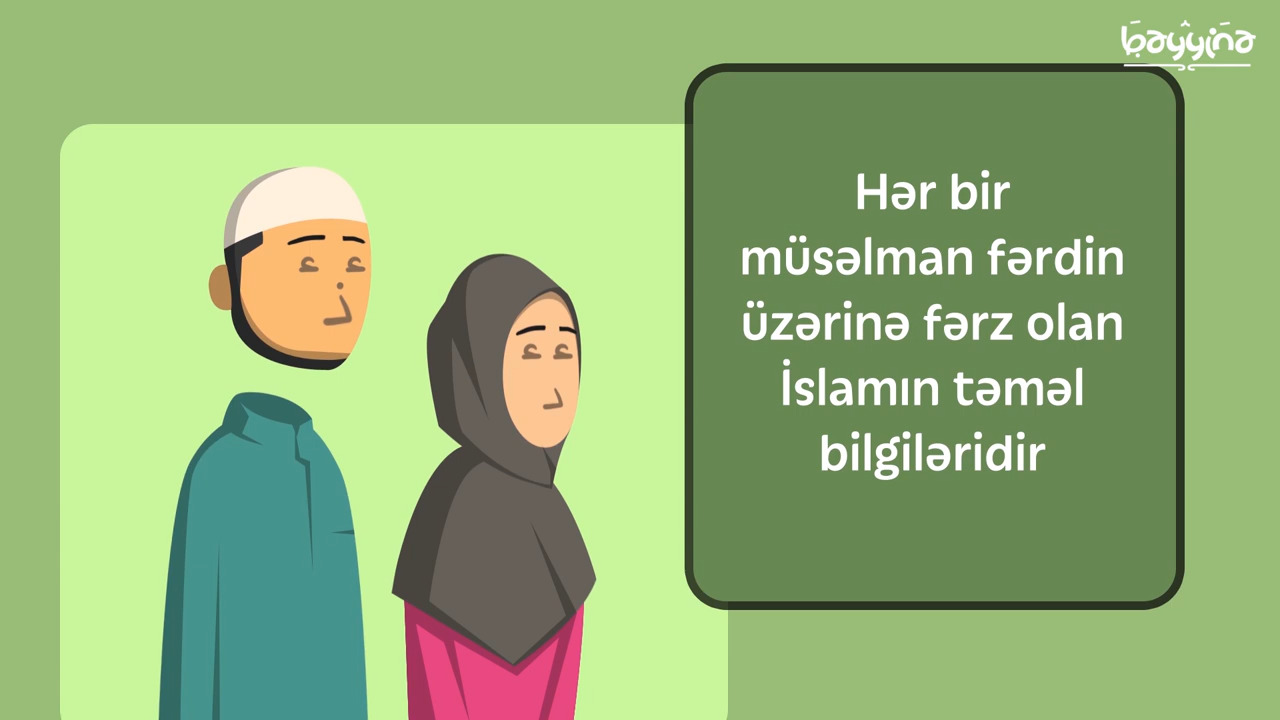 bəyyinə
Hər bir
müsəlman fərdin
üzərinə fərz olan
İslamın təməl
bilgiləridir